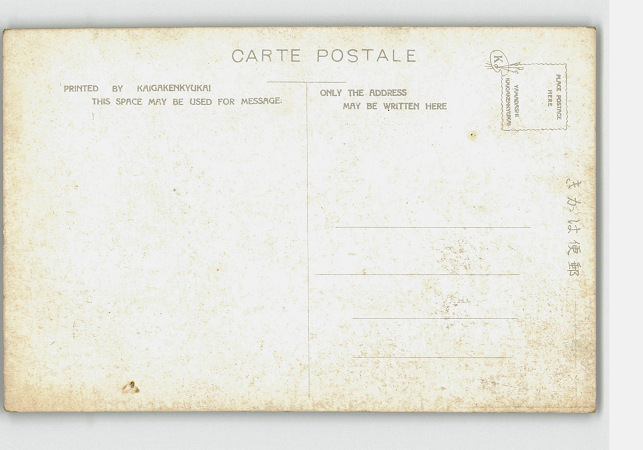 CARTE POSTALE
PRINTED BY KAIGAKENKYUKAI
THIS SPACE MAY BE USED FOR MESSAGE.
ONLY THE ADDRESS
MAY BE WRITTEN HERE
K
PLACE POSTAGE
HERE
KAIGAKENKYUKAI
きかは便郵